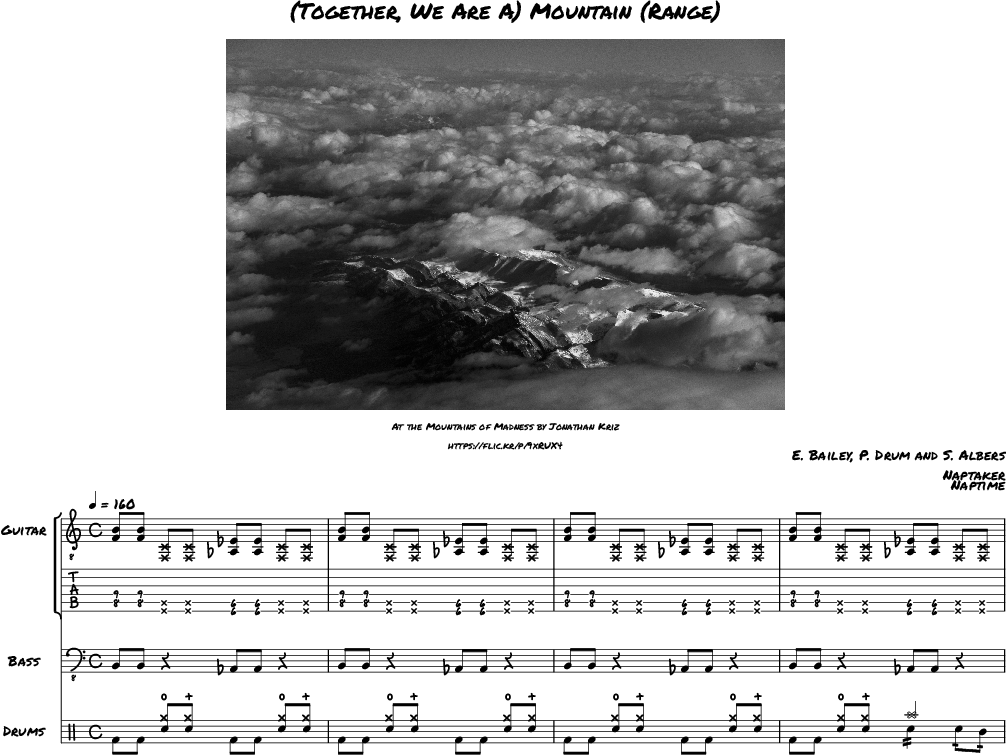 (Together, We Are A) Mountain (Range)
At the Mountains of Madness by Jonathan Kriz
https://flic.kr/p/9xRUX4
E. Bailey, P. Drum and S. Albers
Naptaker
Naptime
♩ = 160
Guitar
TAB
Bass
Drums